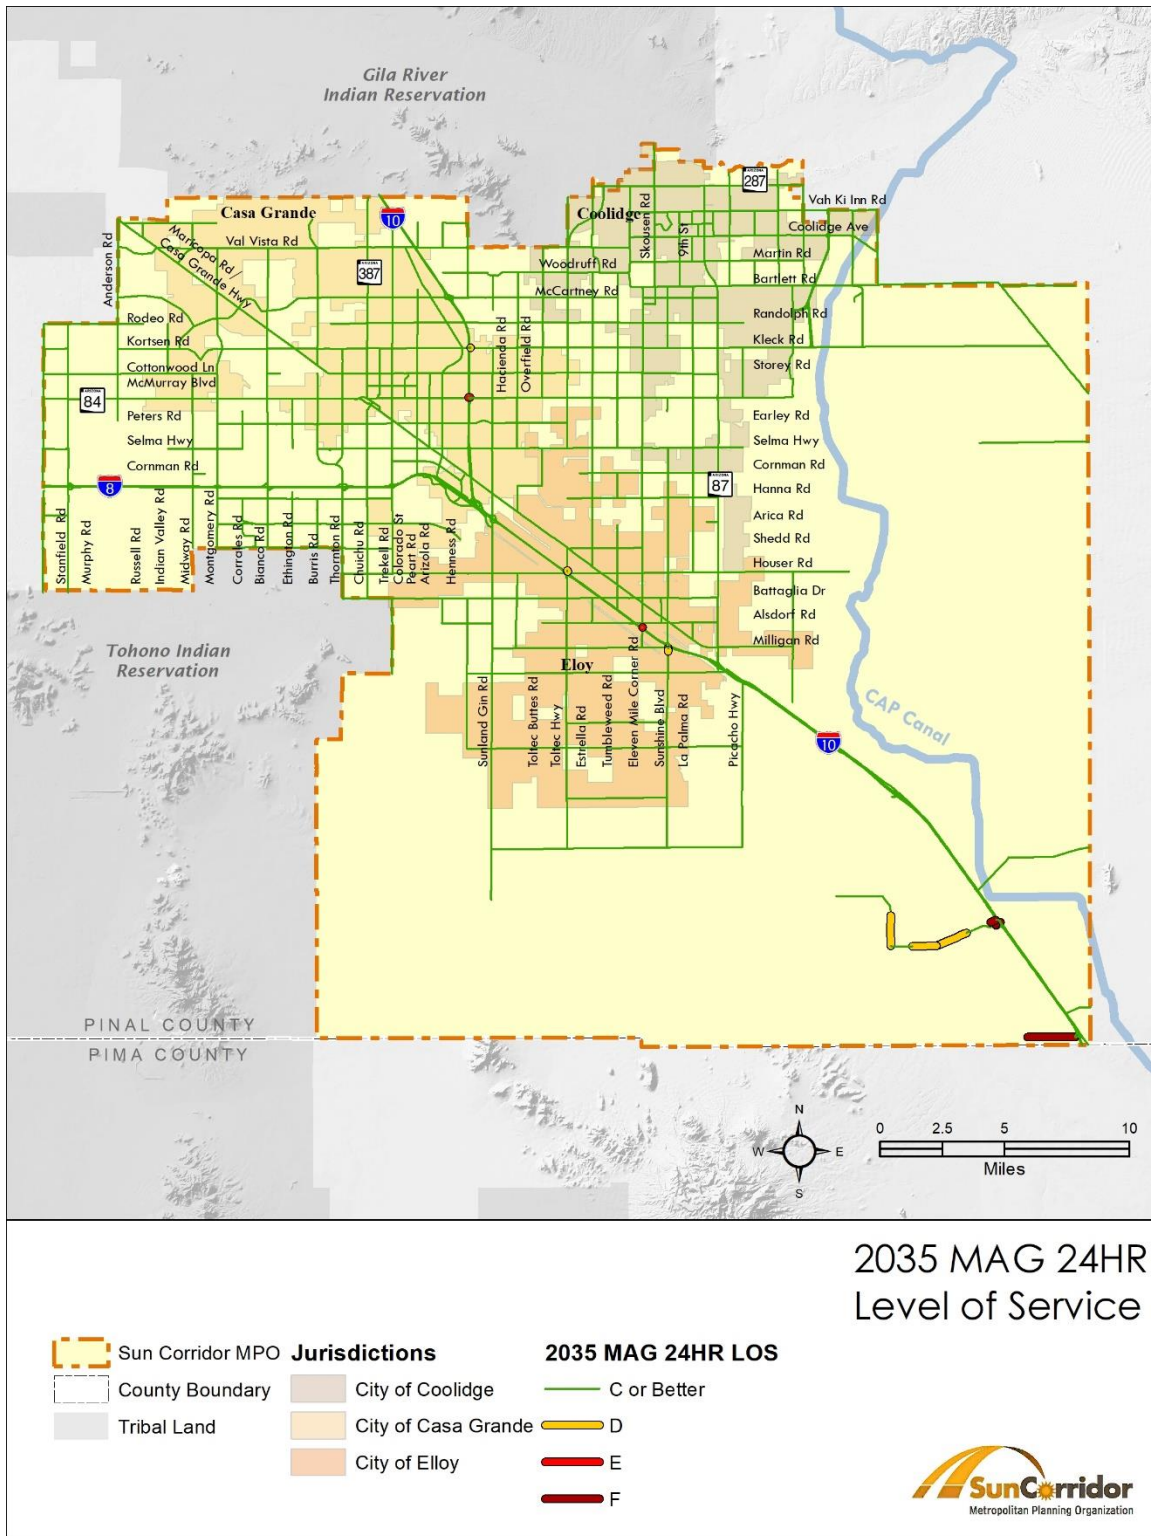 Gila River
Indian Reservation
ARIZONA
287
Vah Ki Inn Rd
Casa Grande
10
Coolidge
Skousen Rd
9th St
Coolidge Ave
Anderson Rd
Maricopa Rd /
Casa Grande Hwy
Val Vista Rd
ARIZONA
387
Woodruff Rd
McCartney Rd
Martin Rd
Bartlett Rd
Rodeo Rd
Kortsen Rd
Cottonwood Ln
McMurray Blvd
Hacienda Rd
Overfield Rd
Randolph Rd
Kleck Rd
Storey Rd
ARIZONA
84
Peters Rd
Selma Hwy
Cornman Rd
Earley Rd
Selma Hwy
Cornman Rd
8
ARIZONA
87
Hanna Rd
Arica Rd
Shedd Rd
Houser Rd
Stanfield Rd
Murphy Rd
Russell Rd
Indian Valley Rd
Midway Rd
Montgomery Rd
Corrales Rd
Bianco Rd
Ethington Rd
Burris Rd
Thornton Rd
Chuichu Rd
Trekell Rd
Colorado St
Peart Rd
Arizola Rd
Henness Rd
Battaglia Dr
Alsdorf Rd
Milligan Rd
Tohono Indian
Reservation
Eloy
Sunland Gin Rd
Toltec Buttes Rd
Toltec Hwy
Estrella Rd
Tumbleweed Rd
Eleven Mile Corner Rd
Sunshine Blvd
La Palma Rd
Picacho Hwy
10
CAP Canal
PINAL COUNTY
PIMA COUNTY
N
W E
S
0 2.5 5 10
Miles
2035 MAG 24HR
Level of Service
Sun Corridor MPO
County Boundary
Tribal Land
Jurisdictions
City of Coolidge
City of Casa Grande
City of Elloy
2035 MAG 24HR LOS
C or Better
D
E
F
SunCorridor
Metropolitan Planning Organization